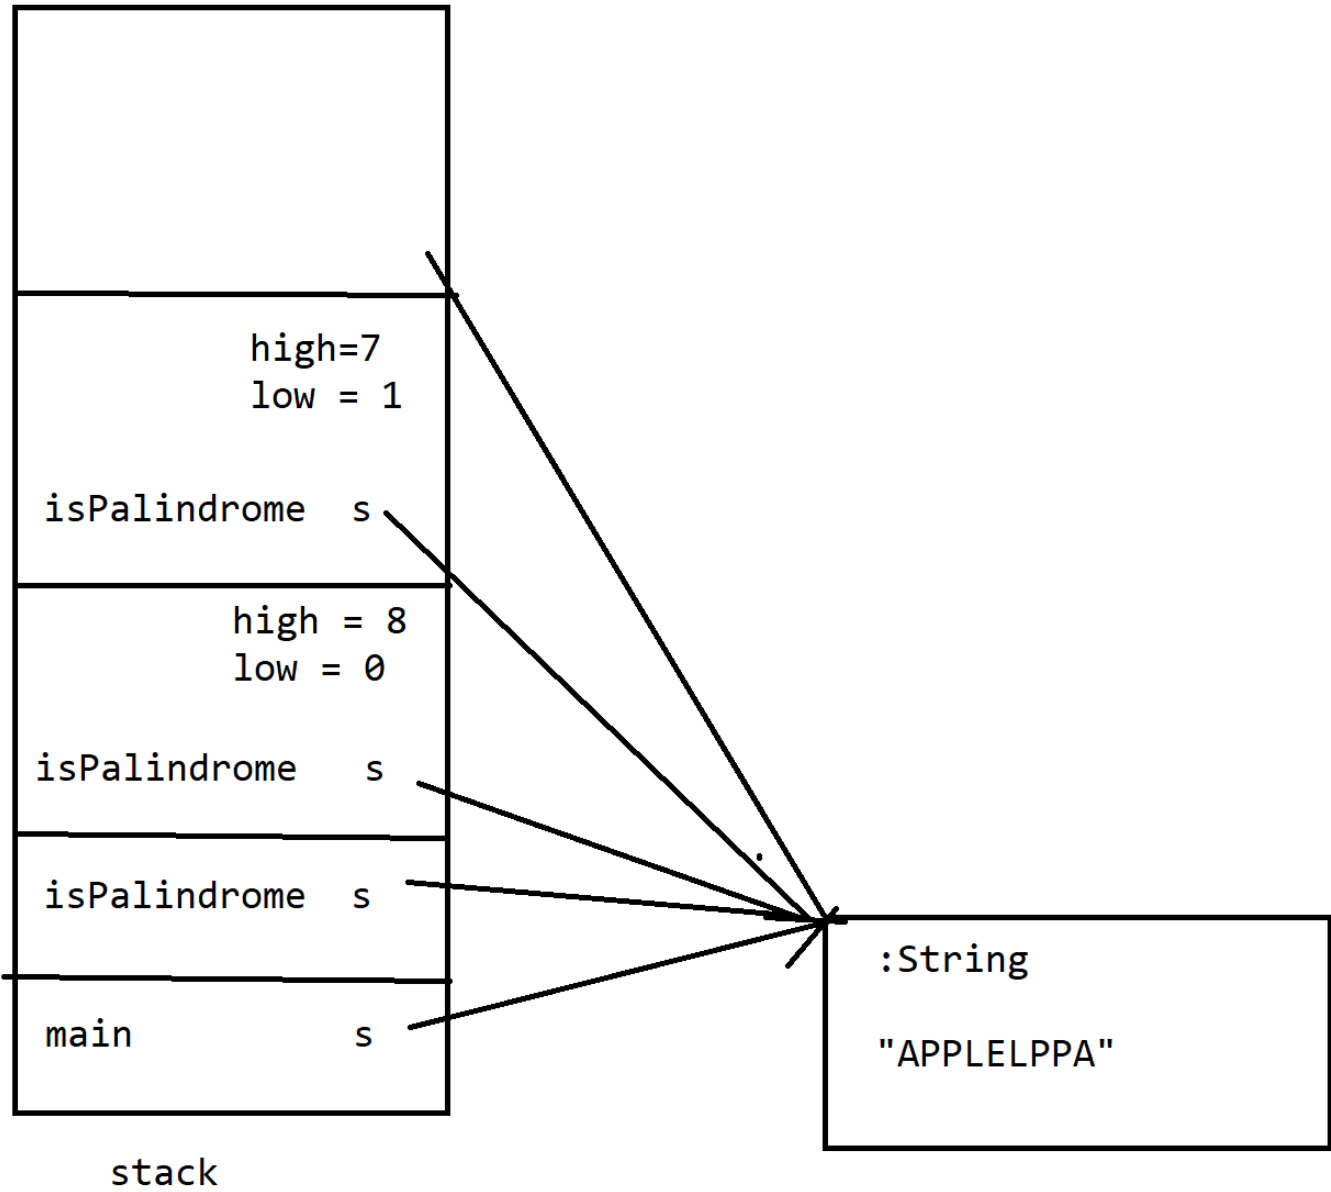 high=7
low = 1
isPalindrome s
high = 8
low = 0
isPalindrome s
isPalindrome s
main s
stack
:String
"APPLELPPA"